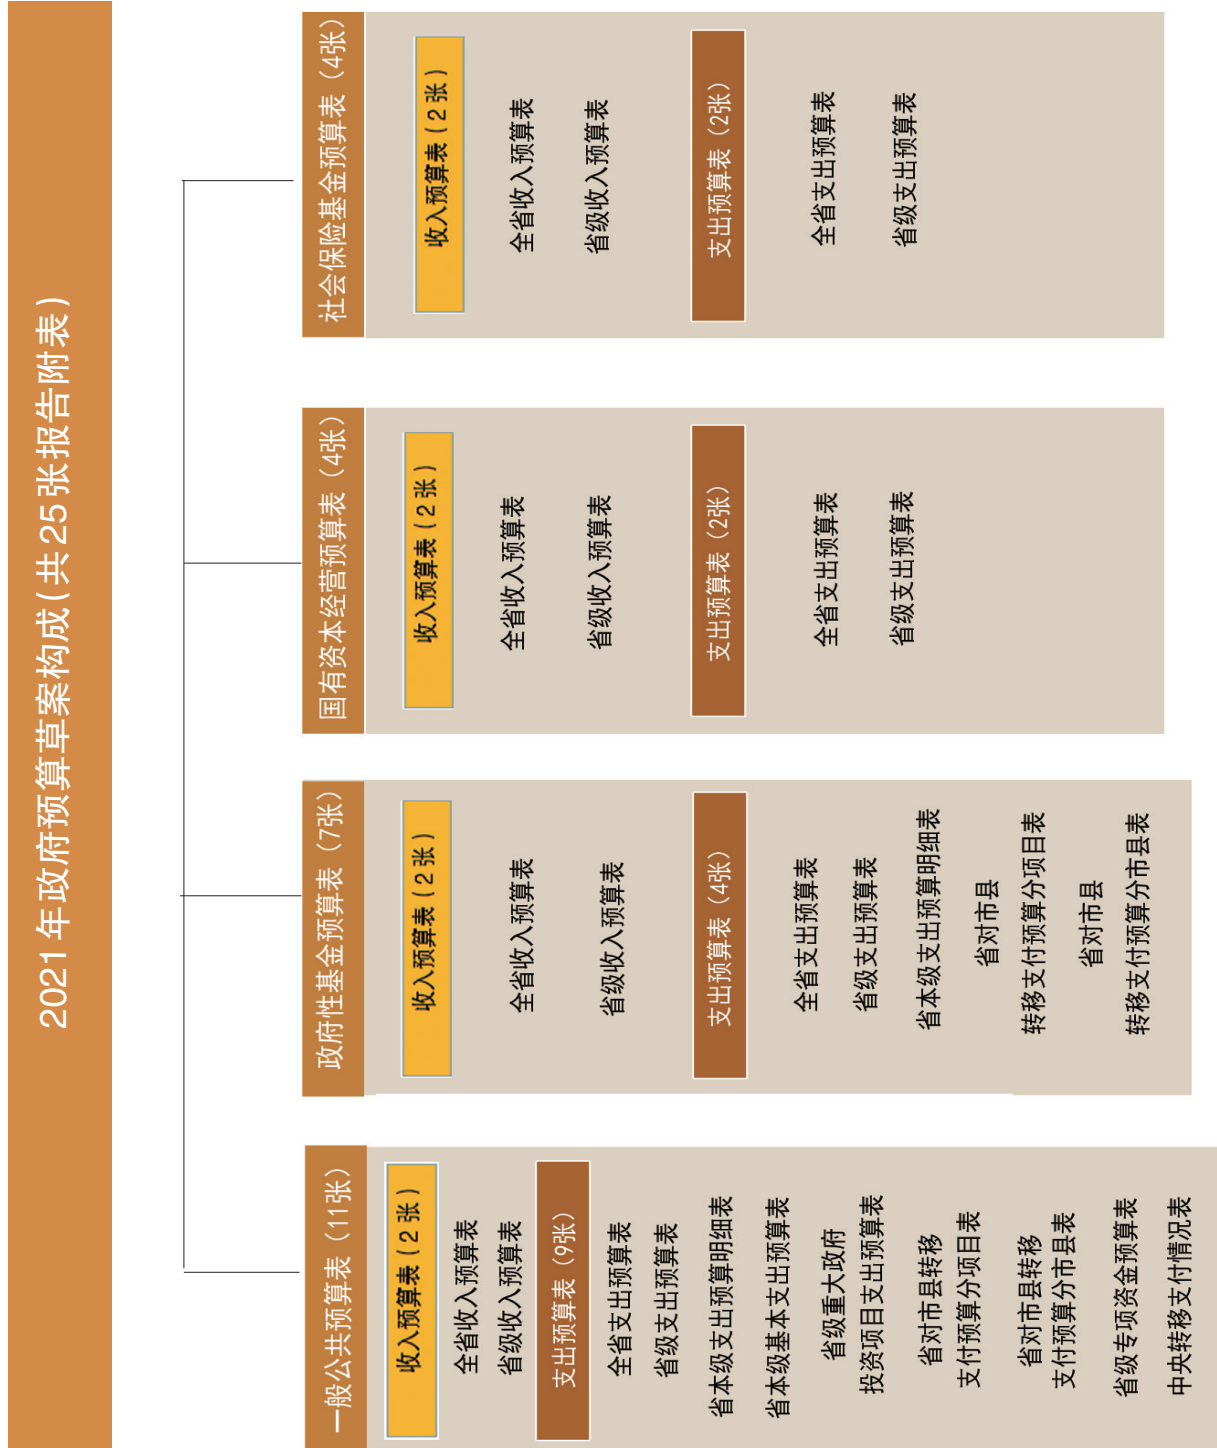 2021年政府预算草案构成(共25张报告附表)
一般公共预算表（11张）
收入预算表(2张)
全省收入预算表
省级收入预算表
支出预算表（9张）
全省支出预算表
省级支出预算表
省本级支出预算明细表
省本级基本支出预算表
省级重大政府
投资项目支出预算表
省对市县转移
支付预算分项目表
省对市县转移
支付预算分市县表
省级专项资金预算表
中央转移支付情况表
政府性基金预算表（7张）
收入预算表(2张)
全省收入预算表
省级收入预算表
支出预算表（4张）
全省支出预算表
省级支出预算表
省本级支出预算明细表
省对市县
转移支付预算分项目表
省对市县
转移支付预算分市县表
国有资本经营预算表（4张）
收入预算表(2张)
全省收入预算表
省级收入预算表
支出预算表（2张）
全省支出预算表
省级支出预算表
社会保险基金预算表（4张）
收入预算表(2张)
全省收入预算表
省级收入预算表
支出预算表（2张）
全省支出预算表
省级支出预算表